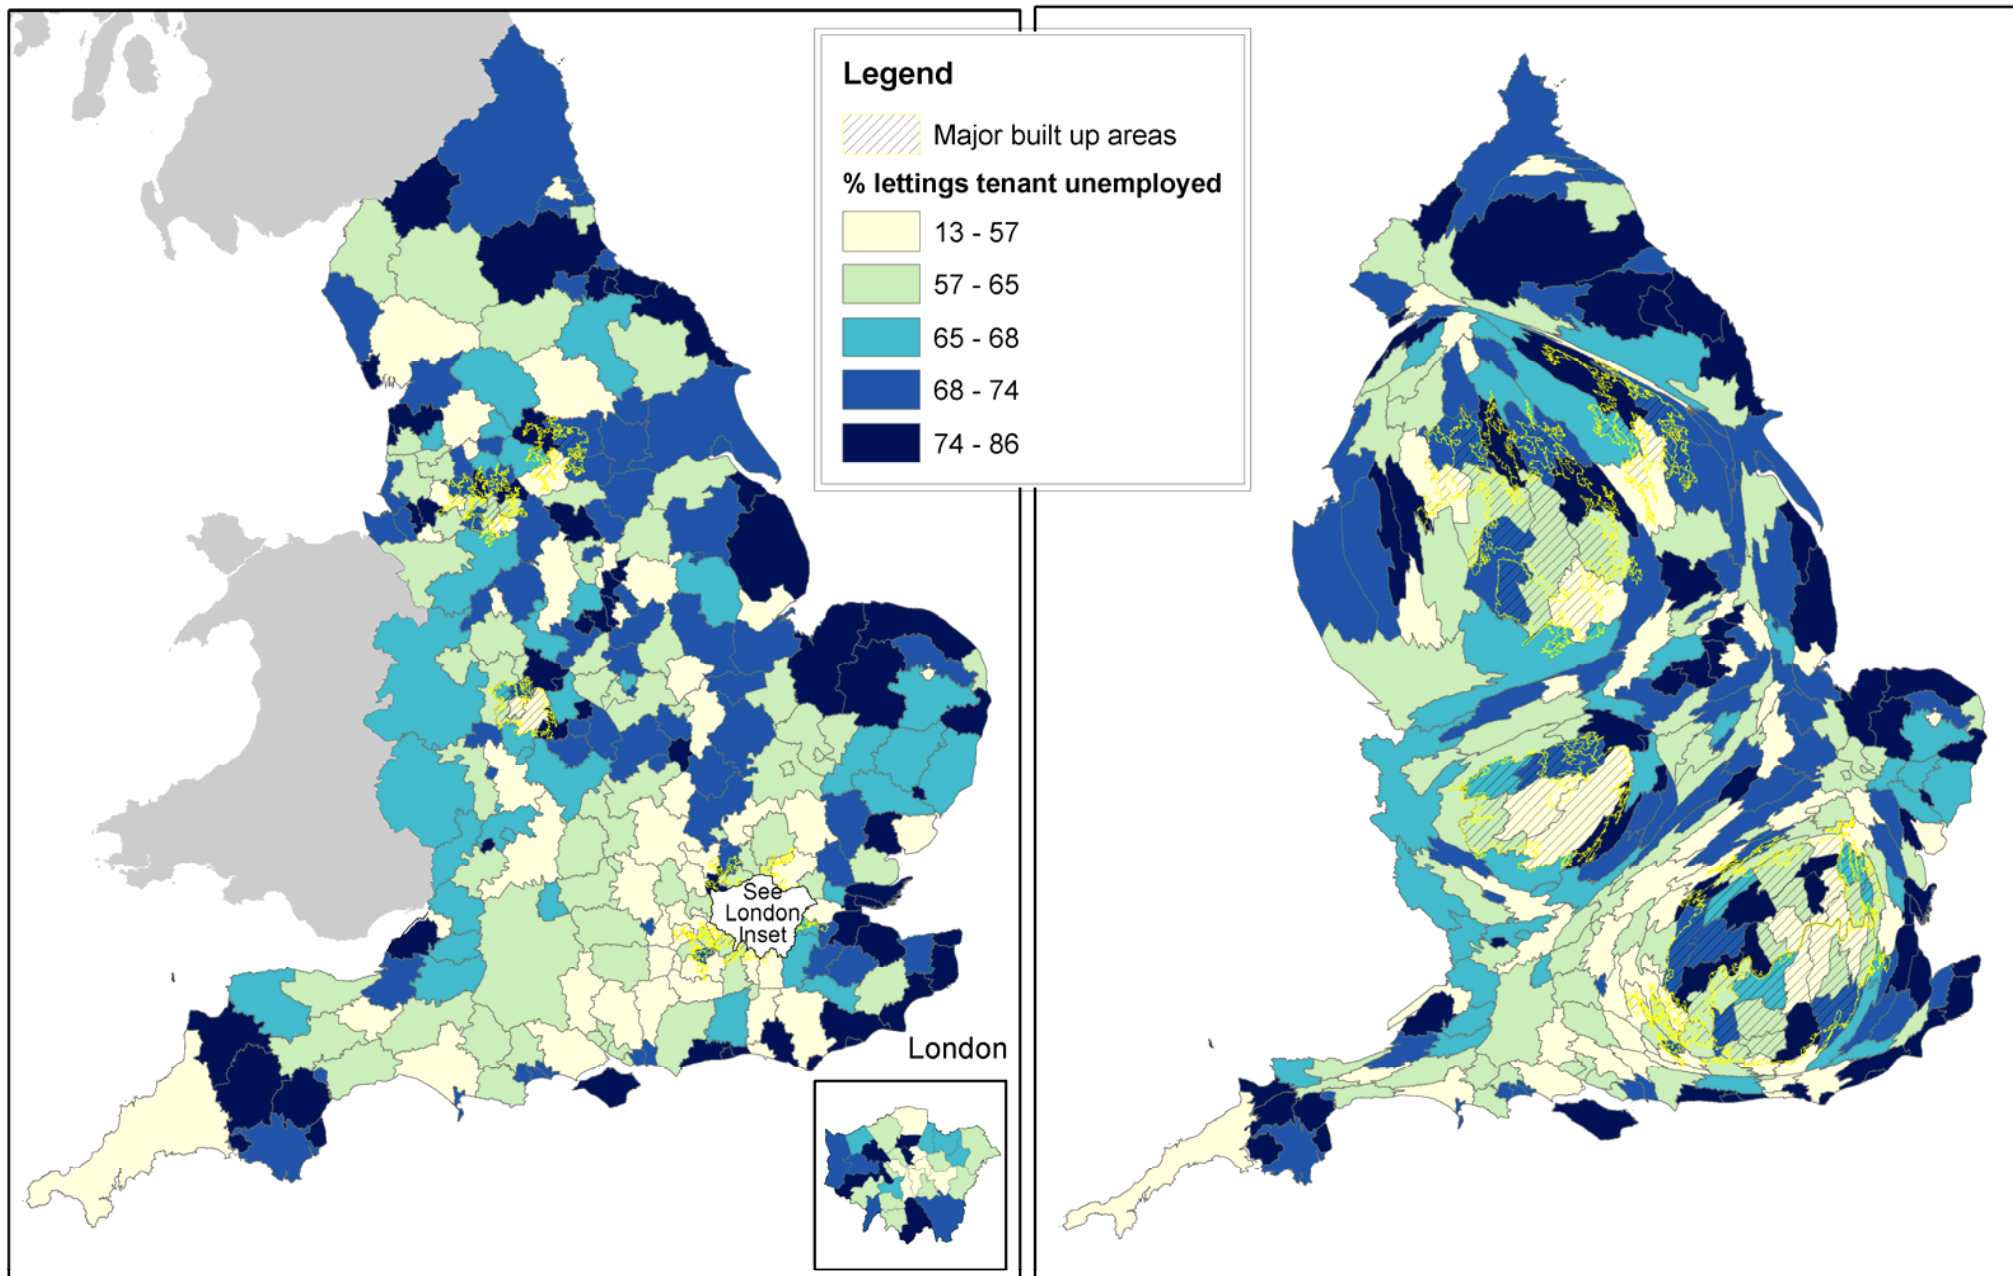 Legend
Major built up areas
% lettings tenant unemployed
13 - 57
57 - 65
65 - 68
68 - 74
74 - 86
See
London
Inset
London